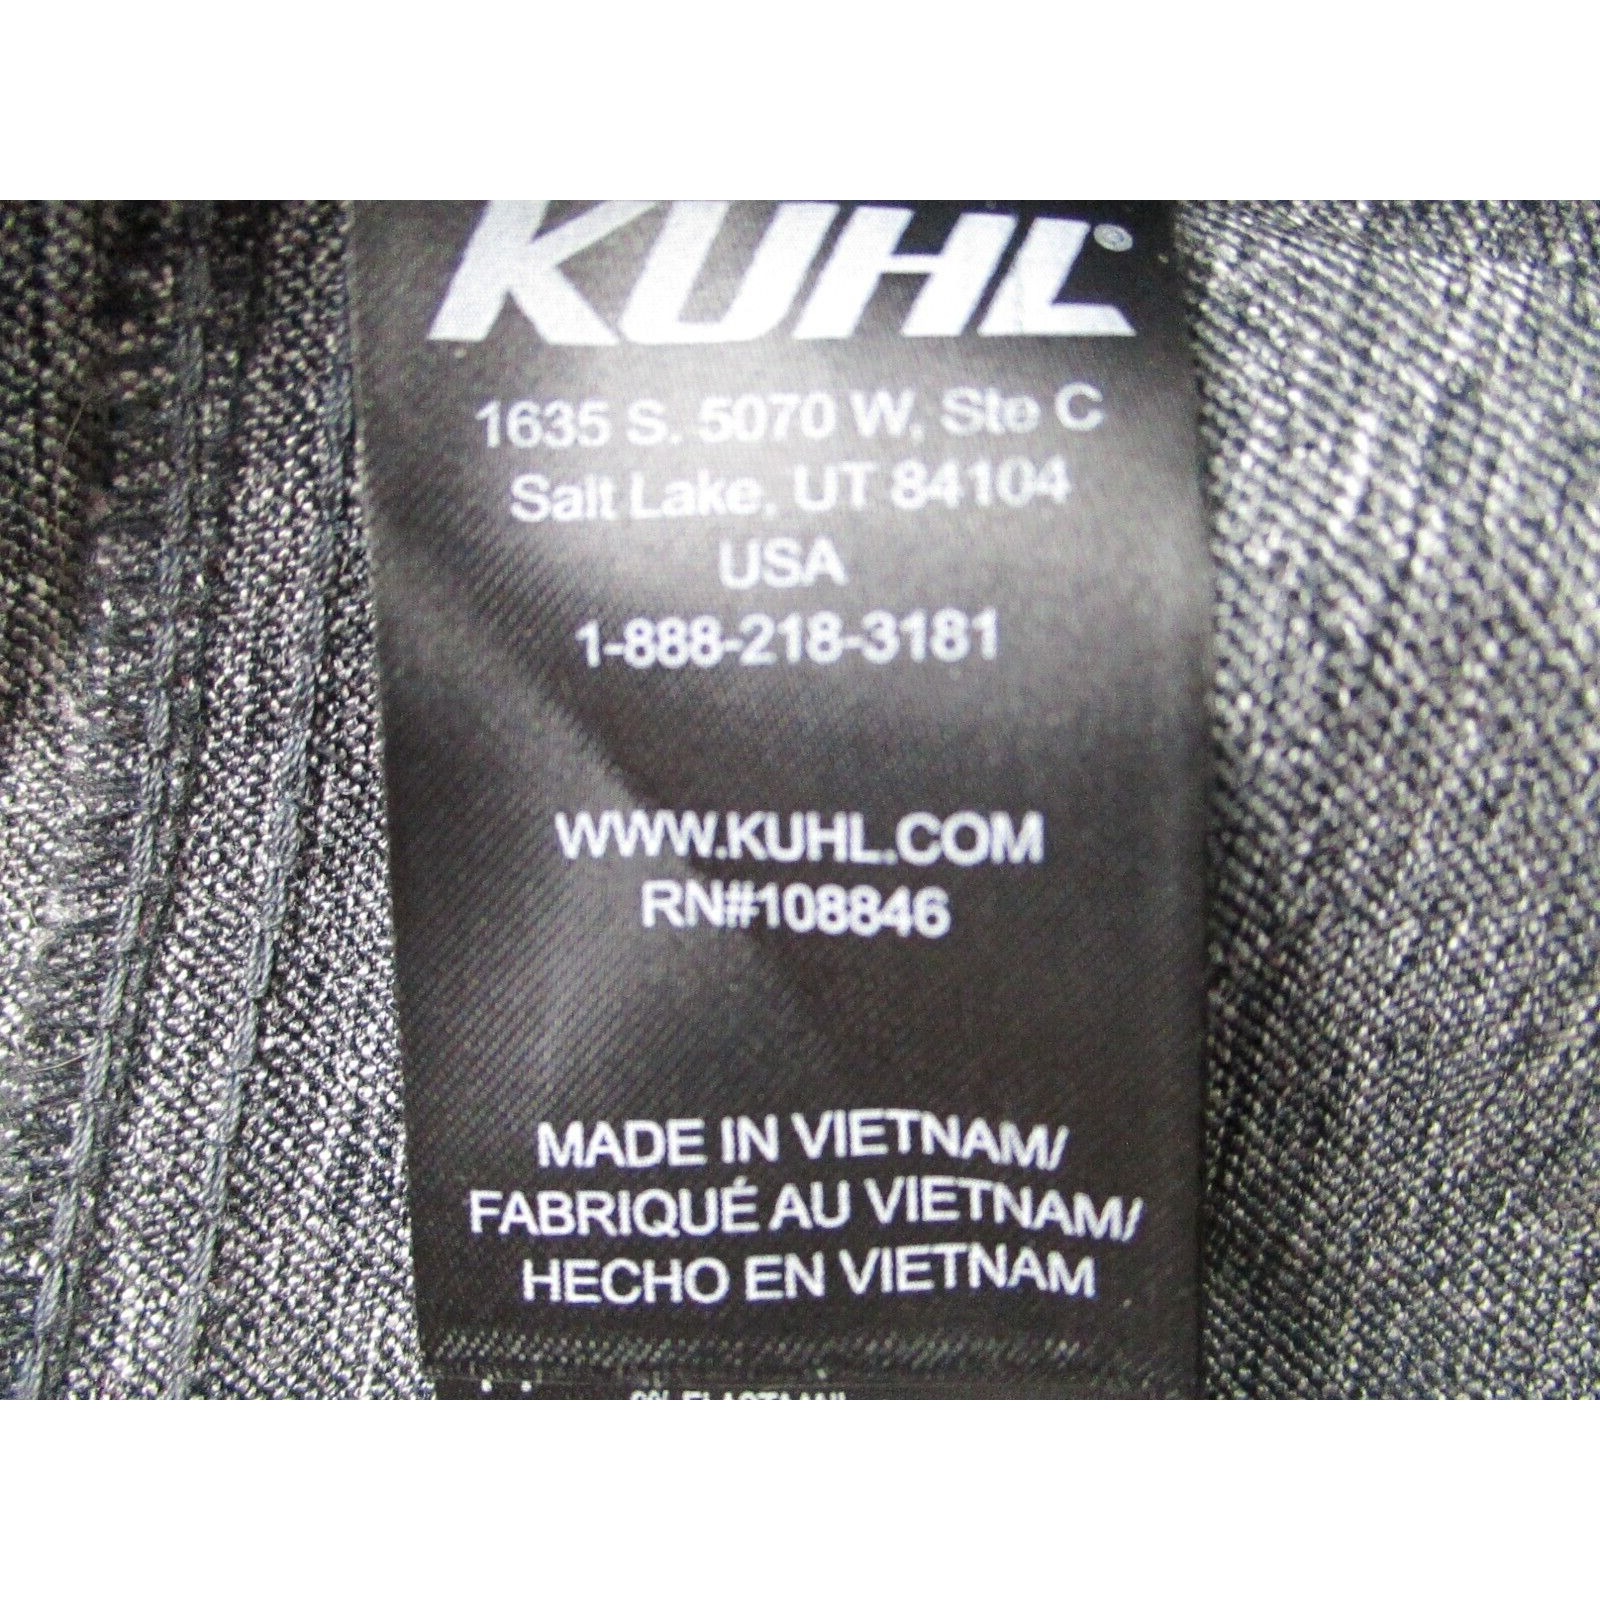 KUHL®
1635 S. 5070 W, Ste C
Salt Lake, UT 84104
USA
1-888-218-3181
WWW.KUHL.COM
RN#108846
MADE IN VIETNAM/
FABRIQUÉ AU VIETNAM/
HECHO EN VIETNAM